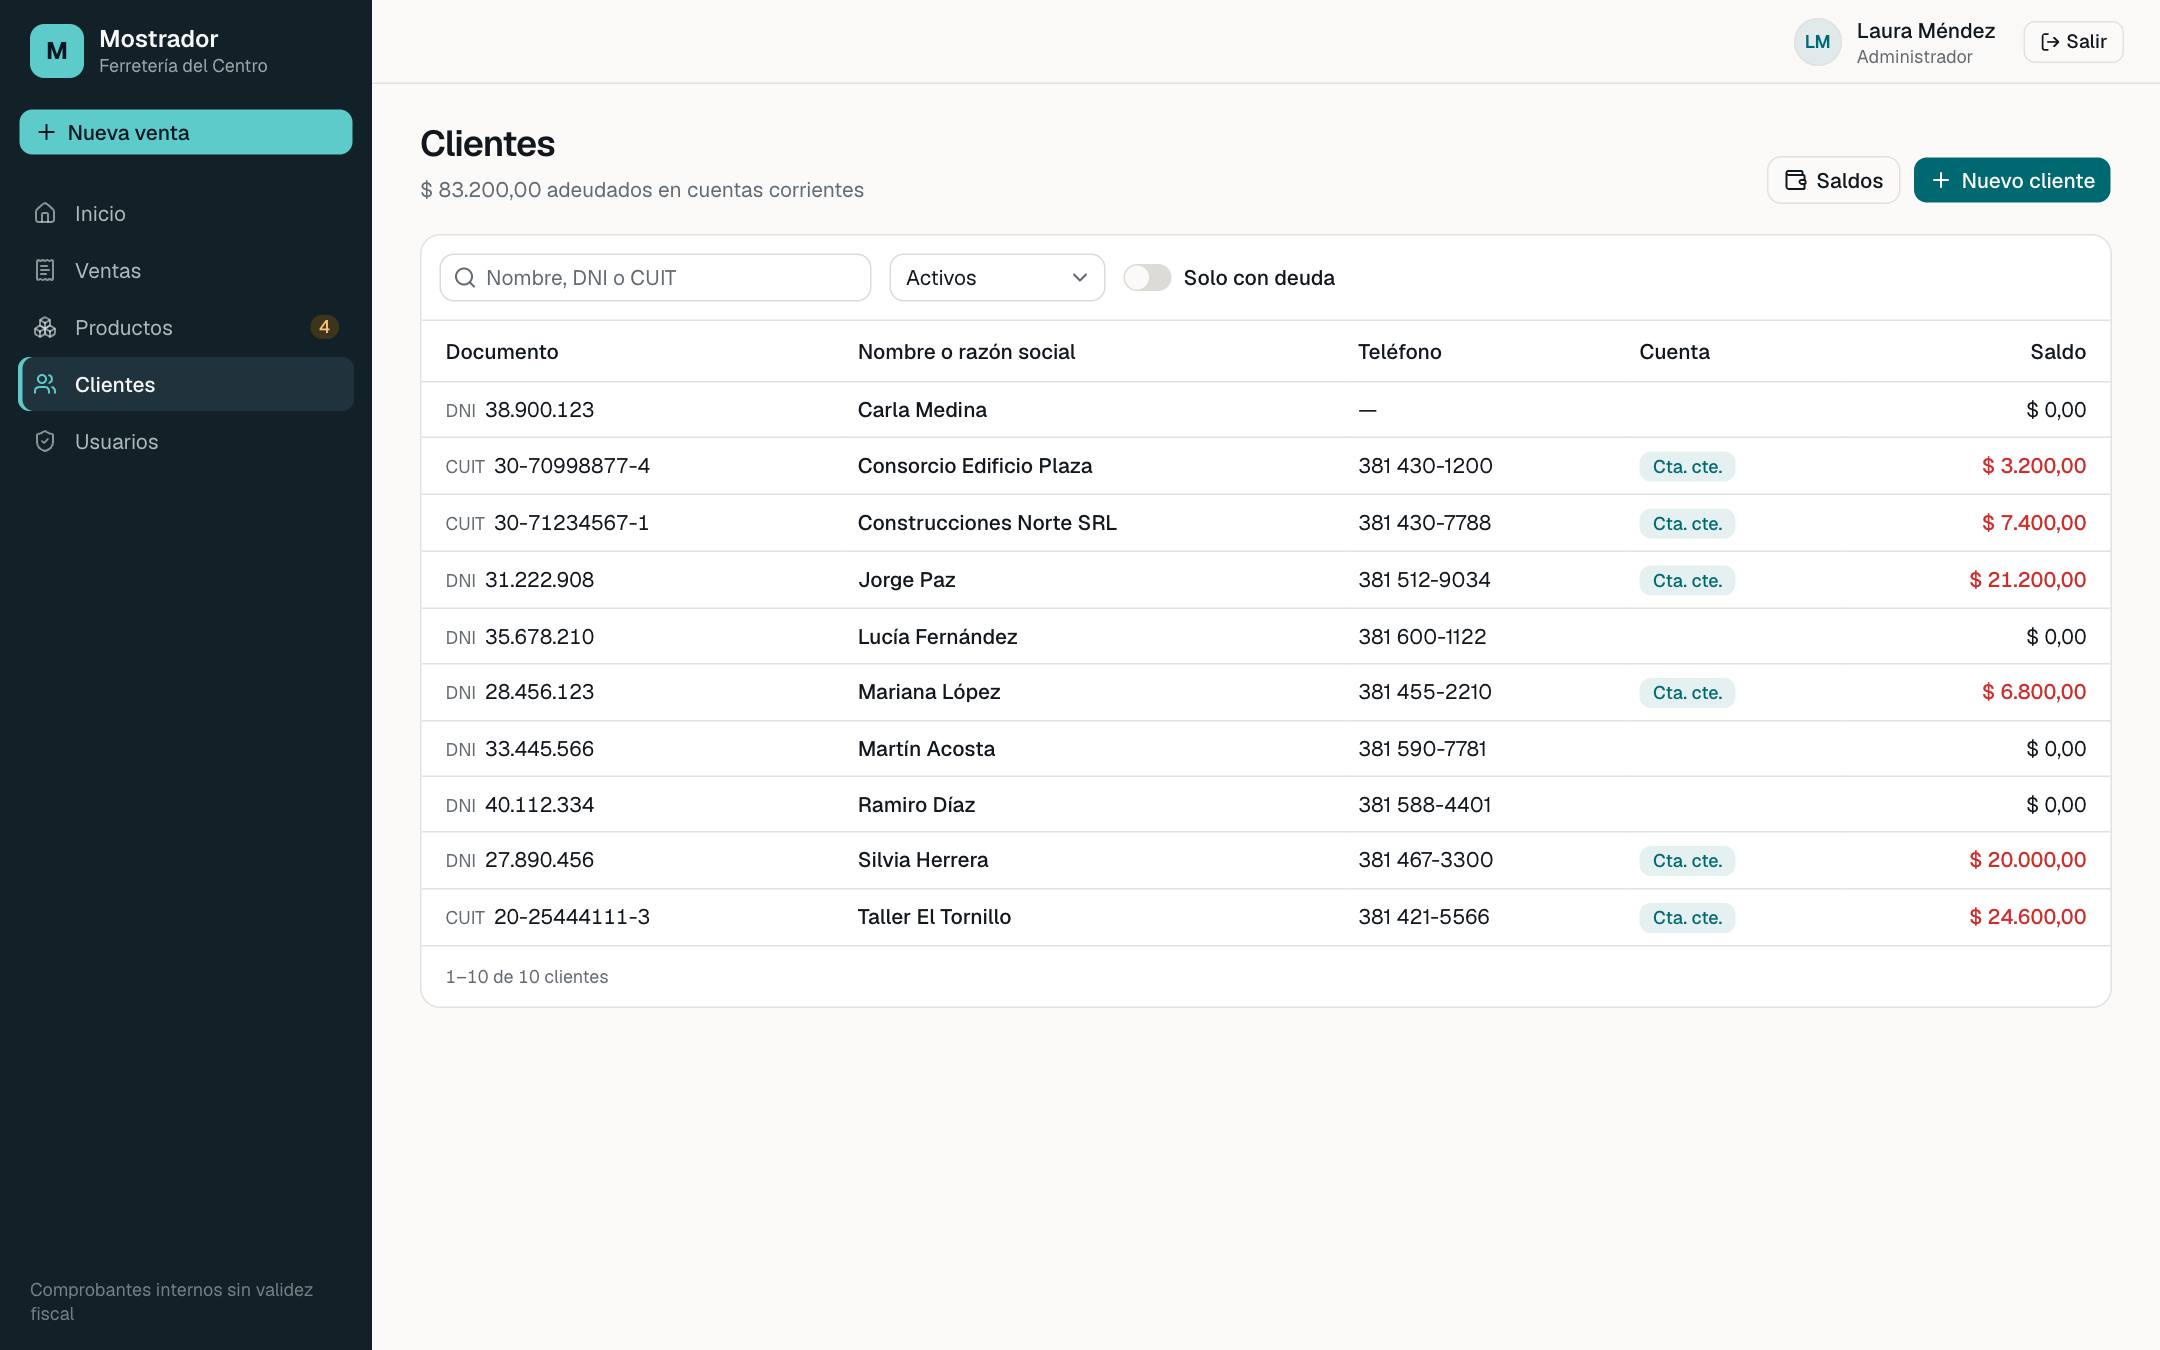 M
Mostrador
Ferretería del Centro
Nueva venta
Inicio
Ventas
Productos 4
Clientes
Usuarios
Comprobantes internos sin validez
fiscal
LM
Laura Méndez
Administrador
Salir
Clientes
$ 83.200,00 adeudados en cuentas corrientes
Saldos
Nuevo cliente
Nombre, DNI o CUIT
Activos
Solo con deuda
Documento Nombre o razón social Teléfono Cuenta Saldo
DNI 38.900.123 Carla Medina — $ 0,00
CUIT 30-70998877-4 Consorcio Edificio Plaza 381 430-1200 Cta. cte. $ 3.200,00
CUIT 30-71234567-1 Construcciones Norte SRL 381 430-7788 Cta. cte. $ 7.400,00
DNI 31.222.908 Jorge Paz 381 512-9034 Cta. cte. $ 21.200,00
DNI 35.678.210 Lucía Fernández 381 600-1122 $ 0,00
DNI 28.456.123 Mariana López 381 455-2210 Cta. cte. $ 6.800,00
DNI 33.445.566 Martín Acosta 381 590-7781 $ 0,00
DNI 40.112.334 Ramiro Díaz 381 588-4401 $ 0,00
DNI 27.890.456 Silvia Herrera 381 467-3300 Cta. cte. $ 20.000,00
CUIT 20-25444111-3 Taller El Tornillo 381 421-5566 Cta. cte. $ 24.600,00
1–10 de 10 clientes